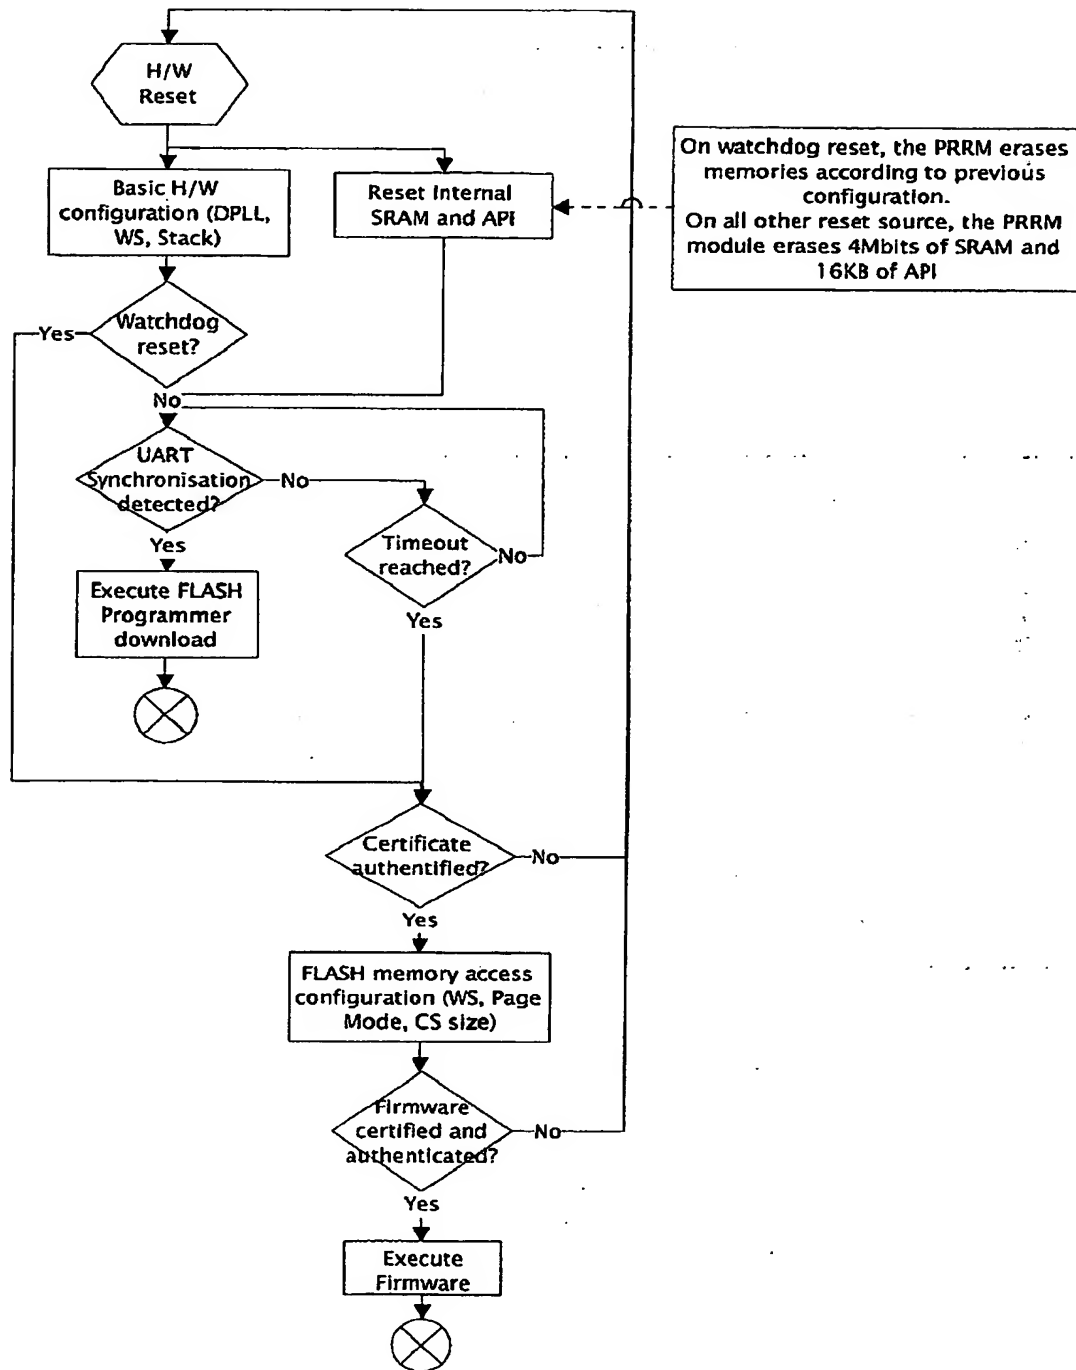 H/W
Reset
Basic H/W
configuration (DPLL,
WS, Stack)
Reset Internal
SRAM and API
On watchdog reset, the PRRM erases
memories according to previous
configuration.
On all other reset source, the PRRM
module erases 4Mbits of SRAM and
16KB of API
Yes
Watchdog
reset?
No
UART
Synchronisation
detected?
No
Yes
Timeout
reached?
No
Yes
Execute FLASH
Programmer
download
Certificate
authentified?
No
Yes
FLASH memory access
configuration (WS, Page
Mode, CS size)
Firmware
certified and
authenticated?
No
Yes
Execute
Firmware